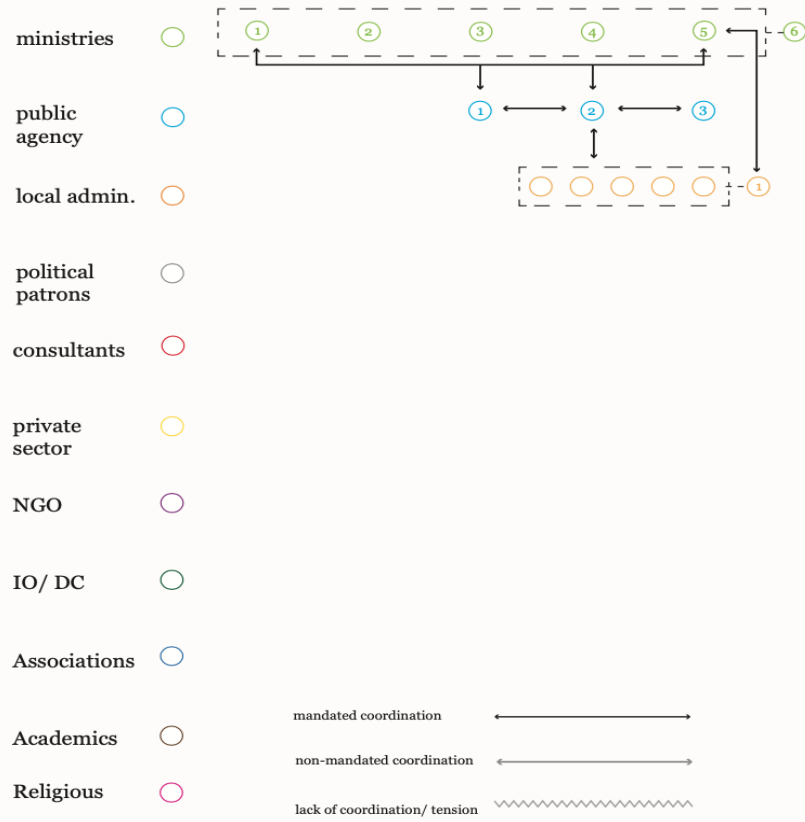 ministries 1 2 3 4 5 6
public
agency
1 2 3
local admin. 1
political
patrons
consultants
private
sector
NGO
IO/ DC
Associations
Academics
Religious
mandated coordination
non-mandated coordination
lack of coordination/ tension